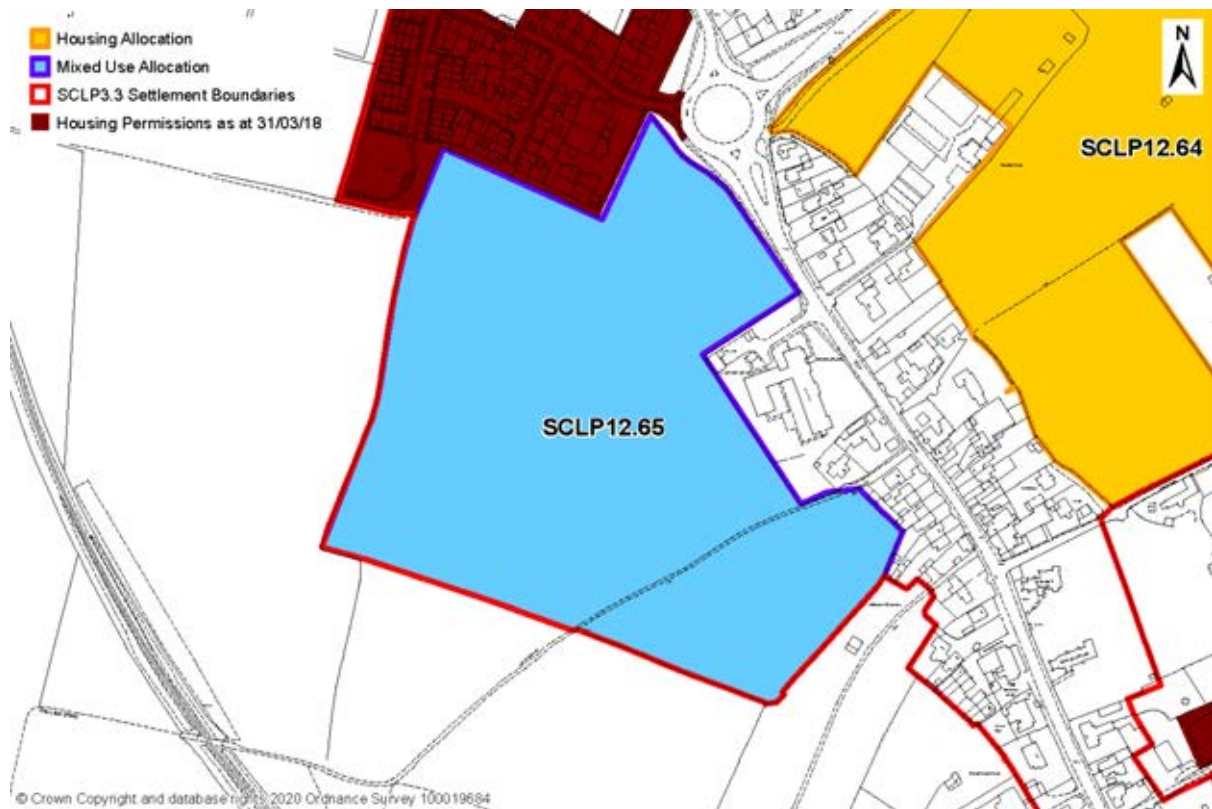 Housing Allocation
Mixed Use Allocation
SCLP3.3 Settlement Boundaries
Housing Permissions as at 31/03/18
N
SCLP12.64
SCLP12.65
© Crown Copyright and database rights 2020 Ordnance Survey 100019684